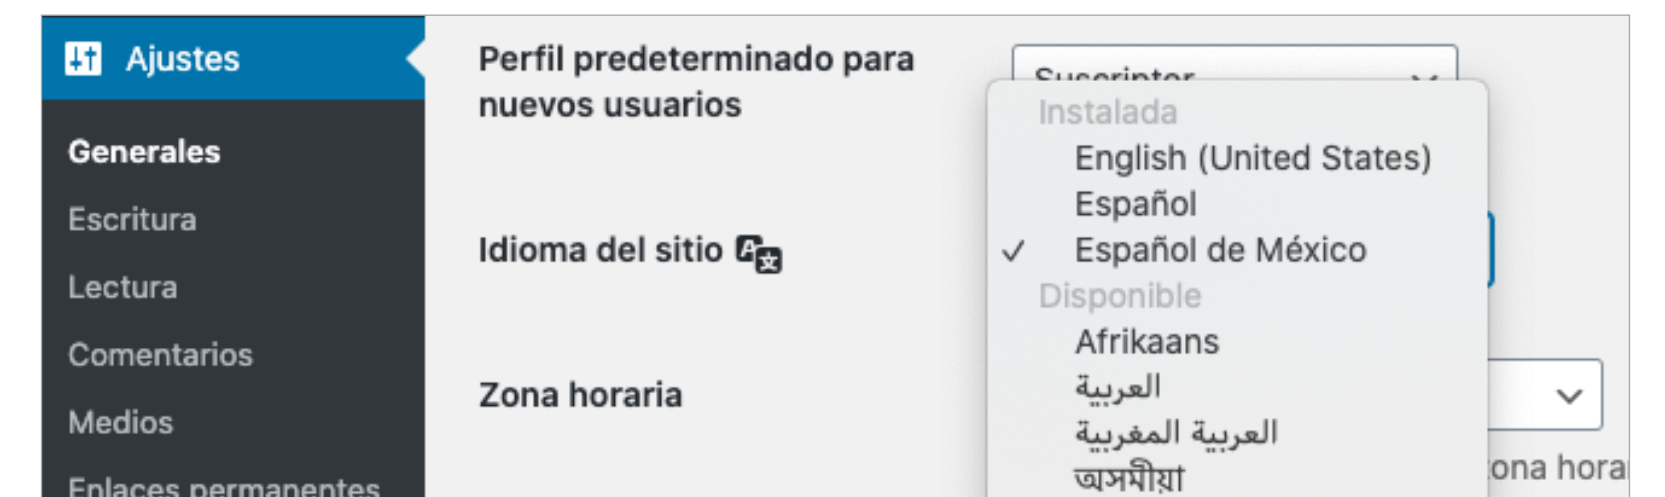 Ajustes
Generales
Escritura
Lectura
Comentarios
Medios
Enlaces permanentes
Perfil predeterminado para
nuevos usuarios
Suscriptor
Idioma del sitio
Instalada
English (United States)
Español
Español de México
Disponible
Afrikaans
العربية
العربية المغربية
অসমীয়া
Zona horaria